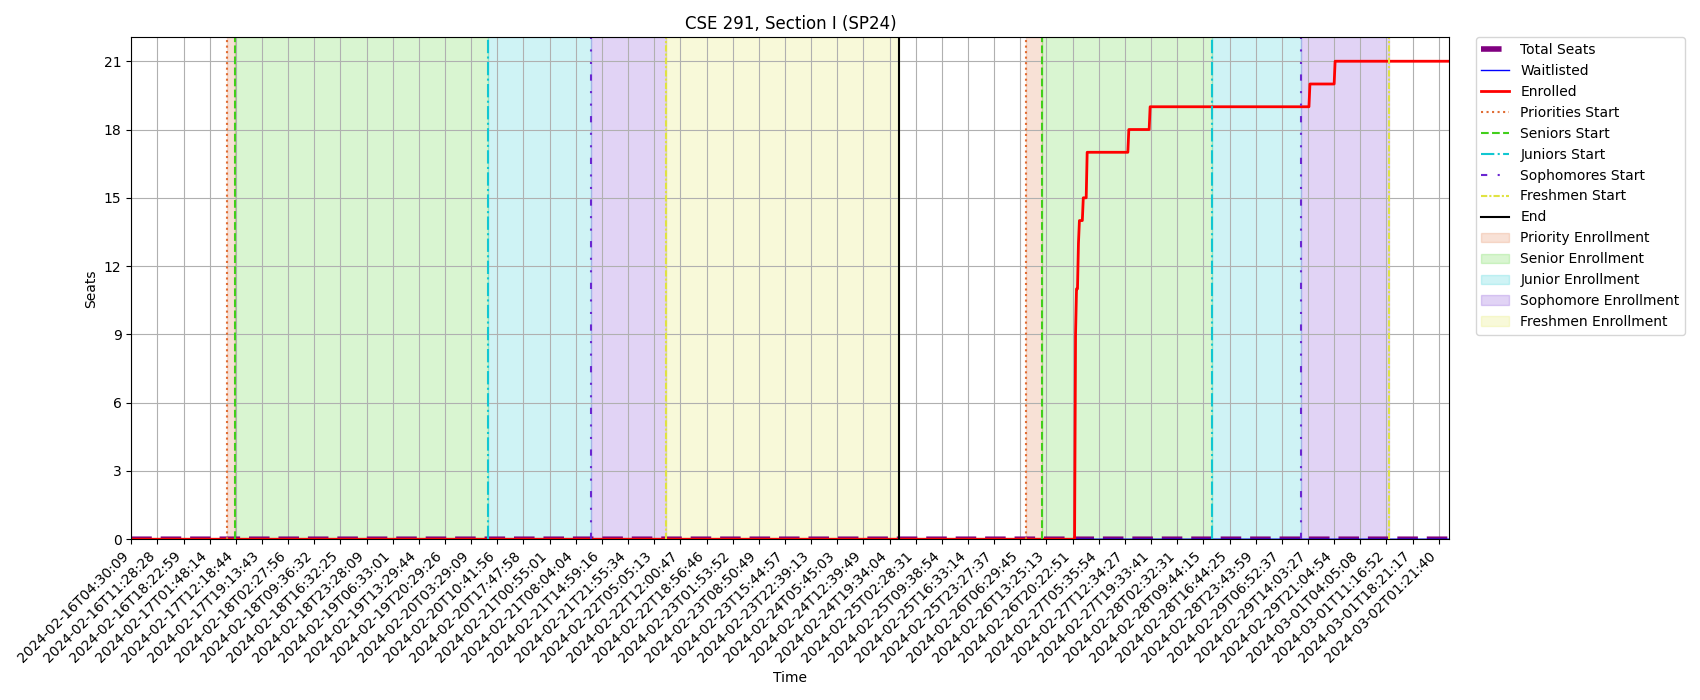 CSE 291, Section I (SP24)
Seats
21
18
15
12
9
6
3
0
2024-02-16T04:30:09
2024-02-16T11:28:28
2024-02-16T18:22:59
2024-02-17T01:48:14
2024-02-17T12:18:44
2024-02-17T19:13:43
2024-02-18T02:27:56
2024-02-18T09:36:32
2024-02-18T16:32:25
2024-02-18T23:28:09
2024-02-19T06:33:01
2024-02-19T13:29:44
2024-02-19T20:29:26
2024-02-20T03:29:09
2024-02-20T10:41:56
2024-02-20T17:47:58
2024-02-21T00:55:01
2024-02-21T08:04:04
2024-02-21T14:59:16
2024-02-21T21:55:34
2024-02-22T05:05:13
2024-02-22T12:00:47
2024-02-22T18:56:46
2024-02-23T01:53:52
2024-02-23T08:50:49
2024-02-23T15:44:57
2024-02-23T22:39:13
2024-02-24T05:45:03
2024-02-24T12:39:49
2024-02-24T19:34:04
2024-02-25T02:28:31
2024-02-25T09:38:54
2024-02-25T16:33:14
2024-02-25T23:27:37
2024-02-26T06:29:45
2024-02-26T13:25:13
2024-02-26T20:22:51
2024-02-27T05:35:54
2024-02-27T12:34:27
2024-02-27T19:33:41
2024-02-28T02:32:31
2024-02-28T09:44:15
2024-02-28T16:44:25
2024-02-28T23:43:59
2024-02-29T06:52:37
2024-02-29T14:03:27
2024-02-29T21:04:54
2024-03-01T04:05:08
2024-03-01T11:16:52
2024-03-01T18:21:17
2024-03-02T01:21:40
Time
Total Seats
Waitlisted
Enrolled
Priorities Start
Seniors Start
Juniors Start
Sophomores Start
Freshmen Start
End
Priority Enrollment
Senior Enrollment
Junior Enrollment
Sophomore Enrollment
Freshmen Enrollment